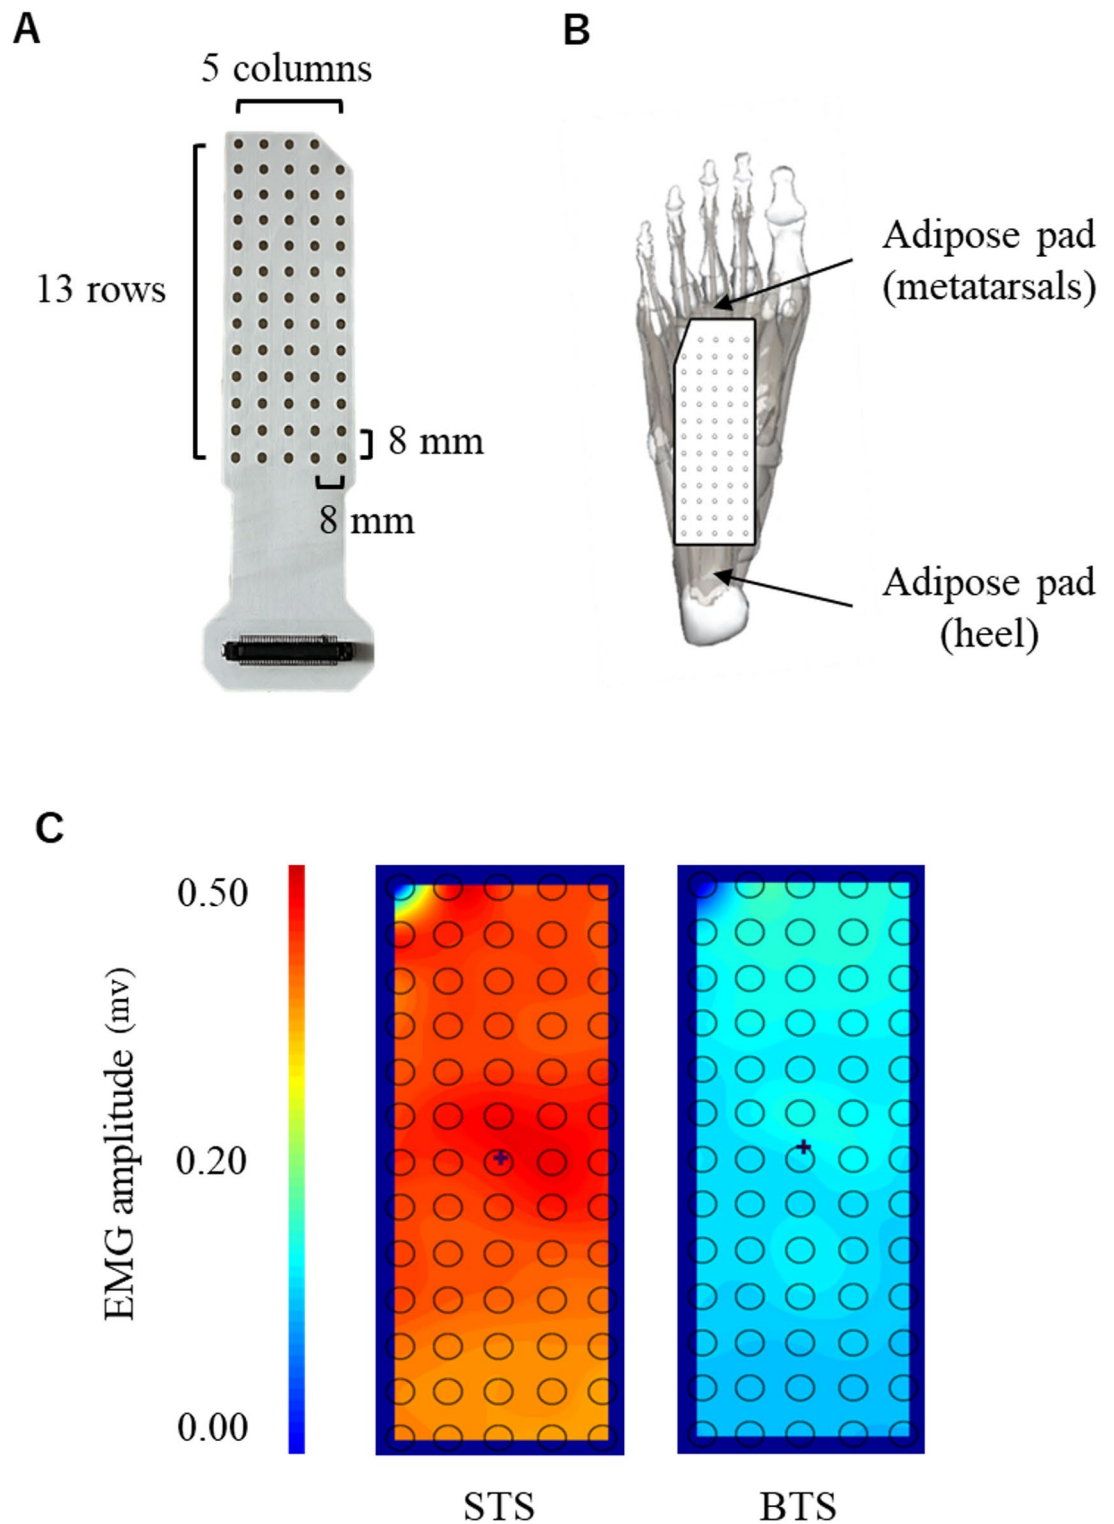 A
5 columns
13 rows
8 mm
8 mm
B
Adipose pad
(metatarsals)
Adipose pad
(heel)
C
EMG amplitude (mv)
0.50
0.20
0.00
STS
BTS